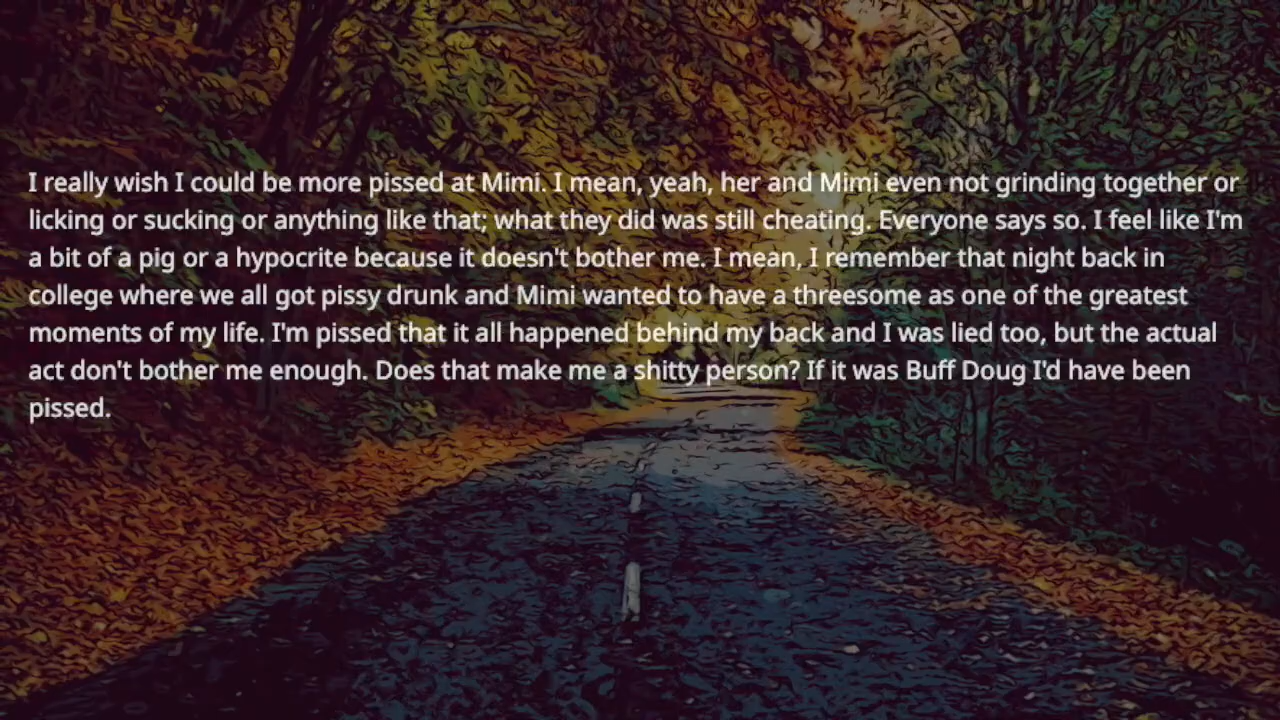 I really wish I could be more pissed at Mimi. I mean, yeah, her and Mimi even not grinding together or
licking or sucking or anything like that; what they did was still cheating. Everyone says so. I feel like I'm
a bit of a pig or a hypocrite because it doesn't bother me. I mean, I remember that night back in
college where we all got pissy drunk and Mimi wanted to have a threesome as one of the greatest
moments of my life. I'm pissed that it all happened behind my back and I was lied too, but the actual
act don't bother me enough. Does that make me a shitty person? If it was Buff Doug I'd have been
pissed.